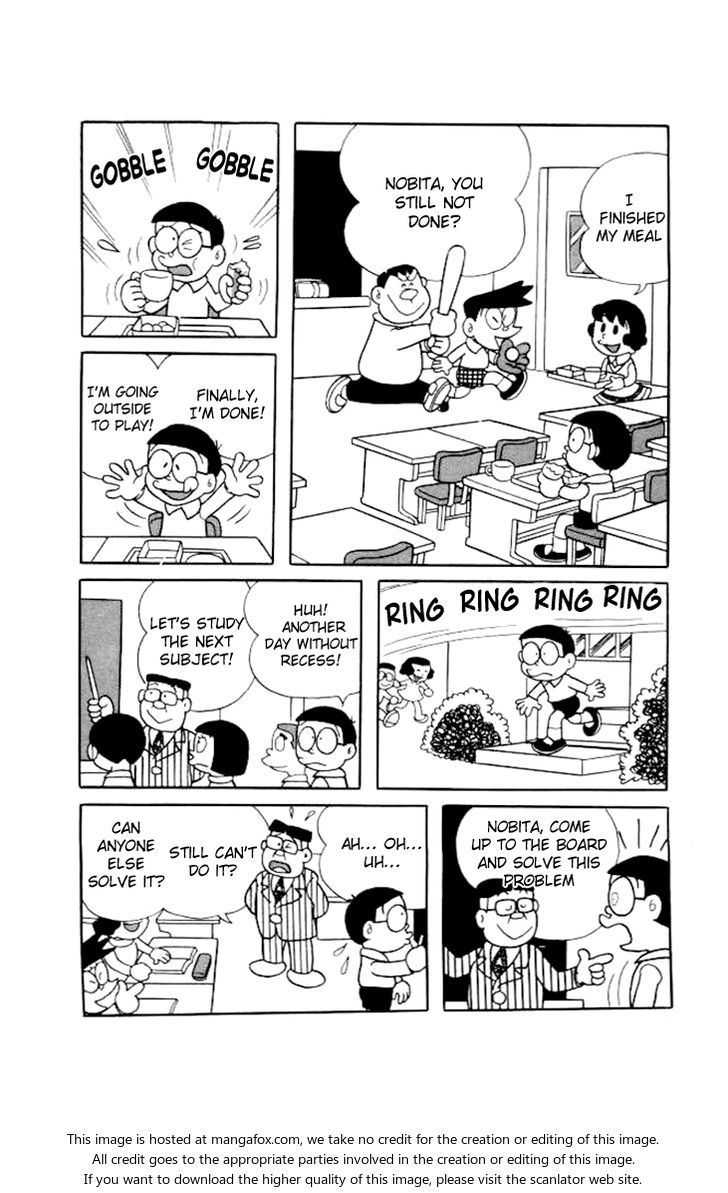 I
FINISHED
MY MEAL
NOBITA, YOU
STILL NOT
DONE?
GOBBLE
GOBBLE
FINALLY,
I'M DONE!
I'M GOING
OUTSIDE
TO PLAY!
RING RING RING RING
HUH!
ANOTHER
DAY WITHOUT
RECESS!
LET'S STUDY
THE NEXT
SUBJECT!
NOBITA, COME
UP TO THE BOARD
AND SOLVE THIS
PROBLEM
AH... OH...
UH...
STILL CAN'T
DO IT?
CAN
ANYONE
ELSE
SOLVE IT?
This image is hosted at mangafox.com, we take no credit for the creation or editing of this image.
All credit goes to the appropriate parties involved in the creation or editing of this image.
If you want to download the higher quality of this image, please visit the scanlator web site.